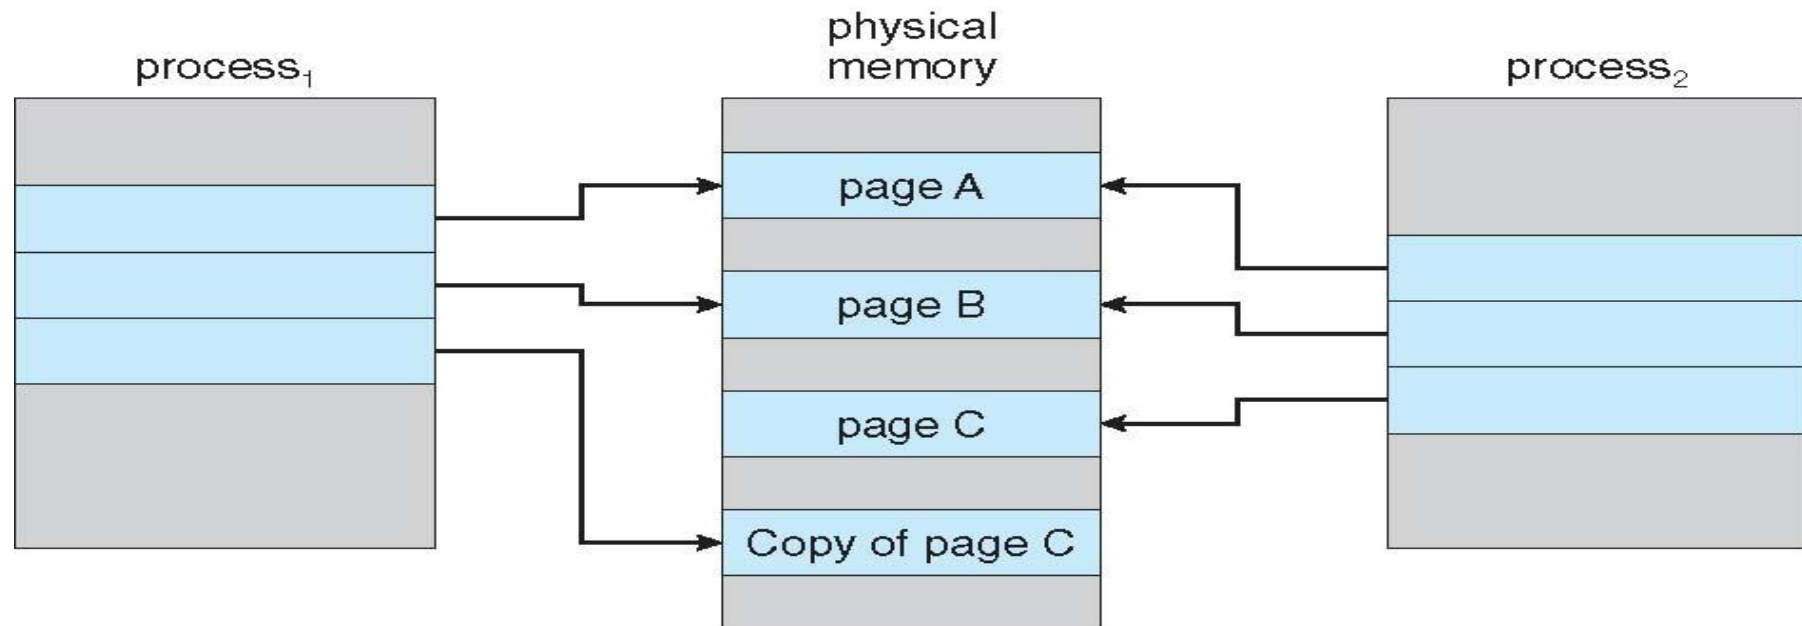 process₁
physical
memory
process₂
page A
page B
page C
Copy of page C